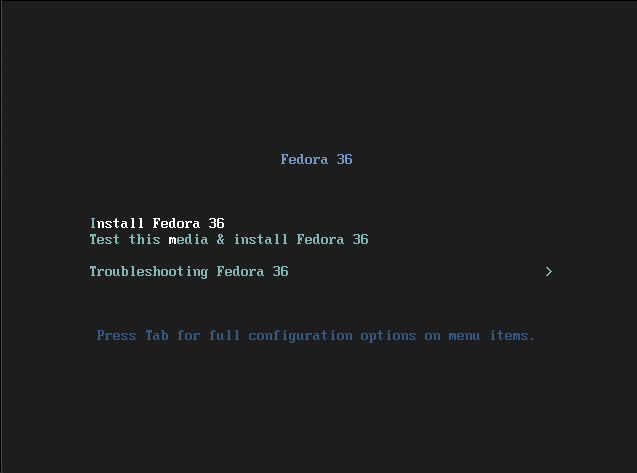 Fedora 36
Install Fedora 36
Test this media & install Fedora 36
Troubleshooting Fedora 36 >
Press Tab for full configuration options on menu items.